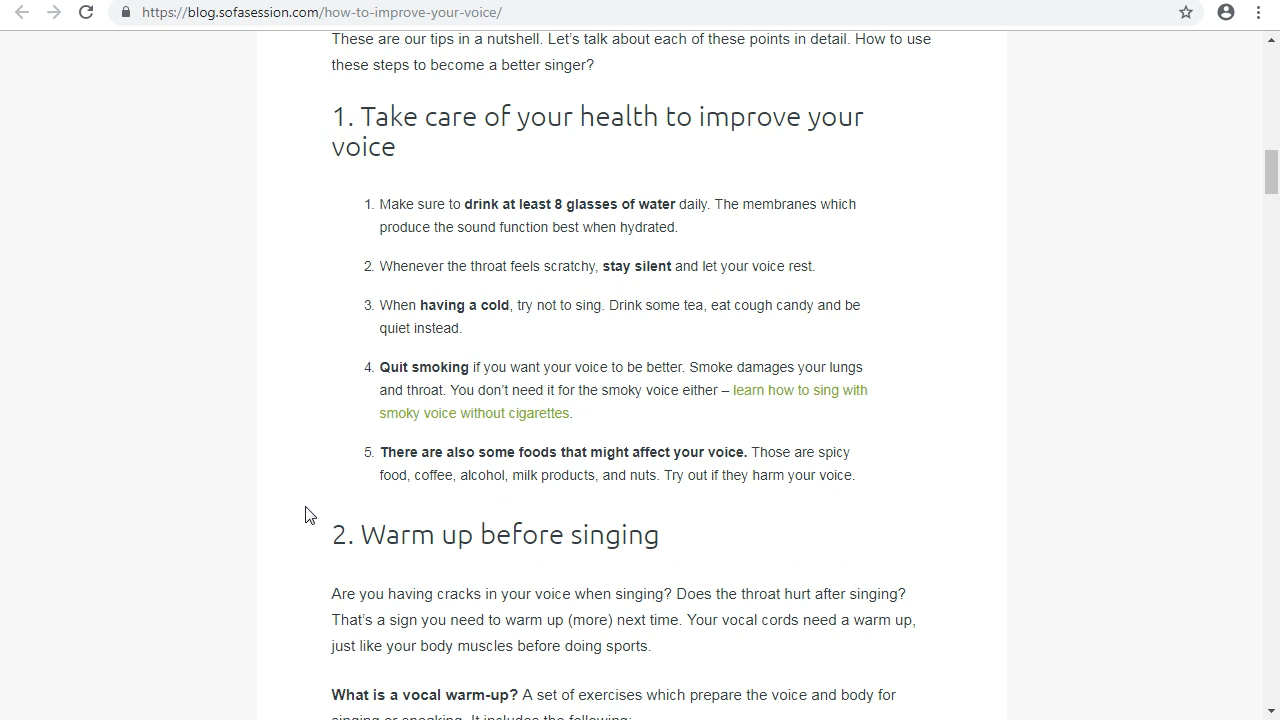 https://blog.sofasession.com/how-to-improve-your-voice/
These are our tips in a nutshell. Let's talk about each of these points in detail. How to use
these steps to become a better singer?
1. Take care of your health to improve your
voice
1. Make sure to drink at least 8 glasses of water daily. The membranes which
produce the sound function best when hydrated.
2. Whenever the throat feels scratchy, stay silent and let your voice rest.
3. When having a cold, try not to sing. Drink some tea, eat cough candy and be
quiet instead.
4. Quit smoking if you want your voice to be better. Smoke damages your lungs
and throat. You don't need it for the smoky voice either – learn how to sing with
smoky voice without cigarettes.
5. There are also some foods that might affect your voice. Those are spicy
food, coffee, alcohol, milk products, and nuts. Try out if they harm your voice.
2. Warm up before singing
Are you having cracks in your voice when singing? Does the throat hurt after singing?
That's a sign you need to warm up (more) next time. Your vocal cords need a warm up,
just like your body muscles before doing sports.
What is a vocal warm-up? A set of exercises which prepare the voice and body for
singing or speaking. It includes the following: